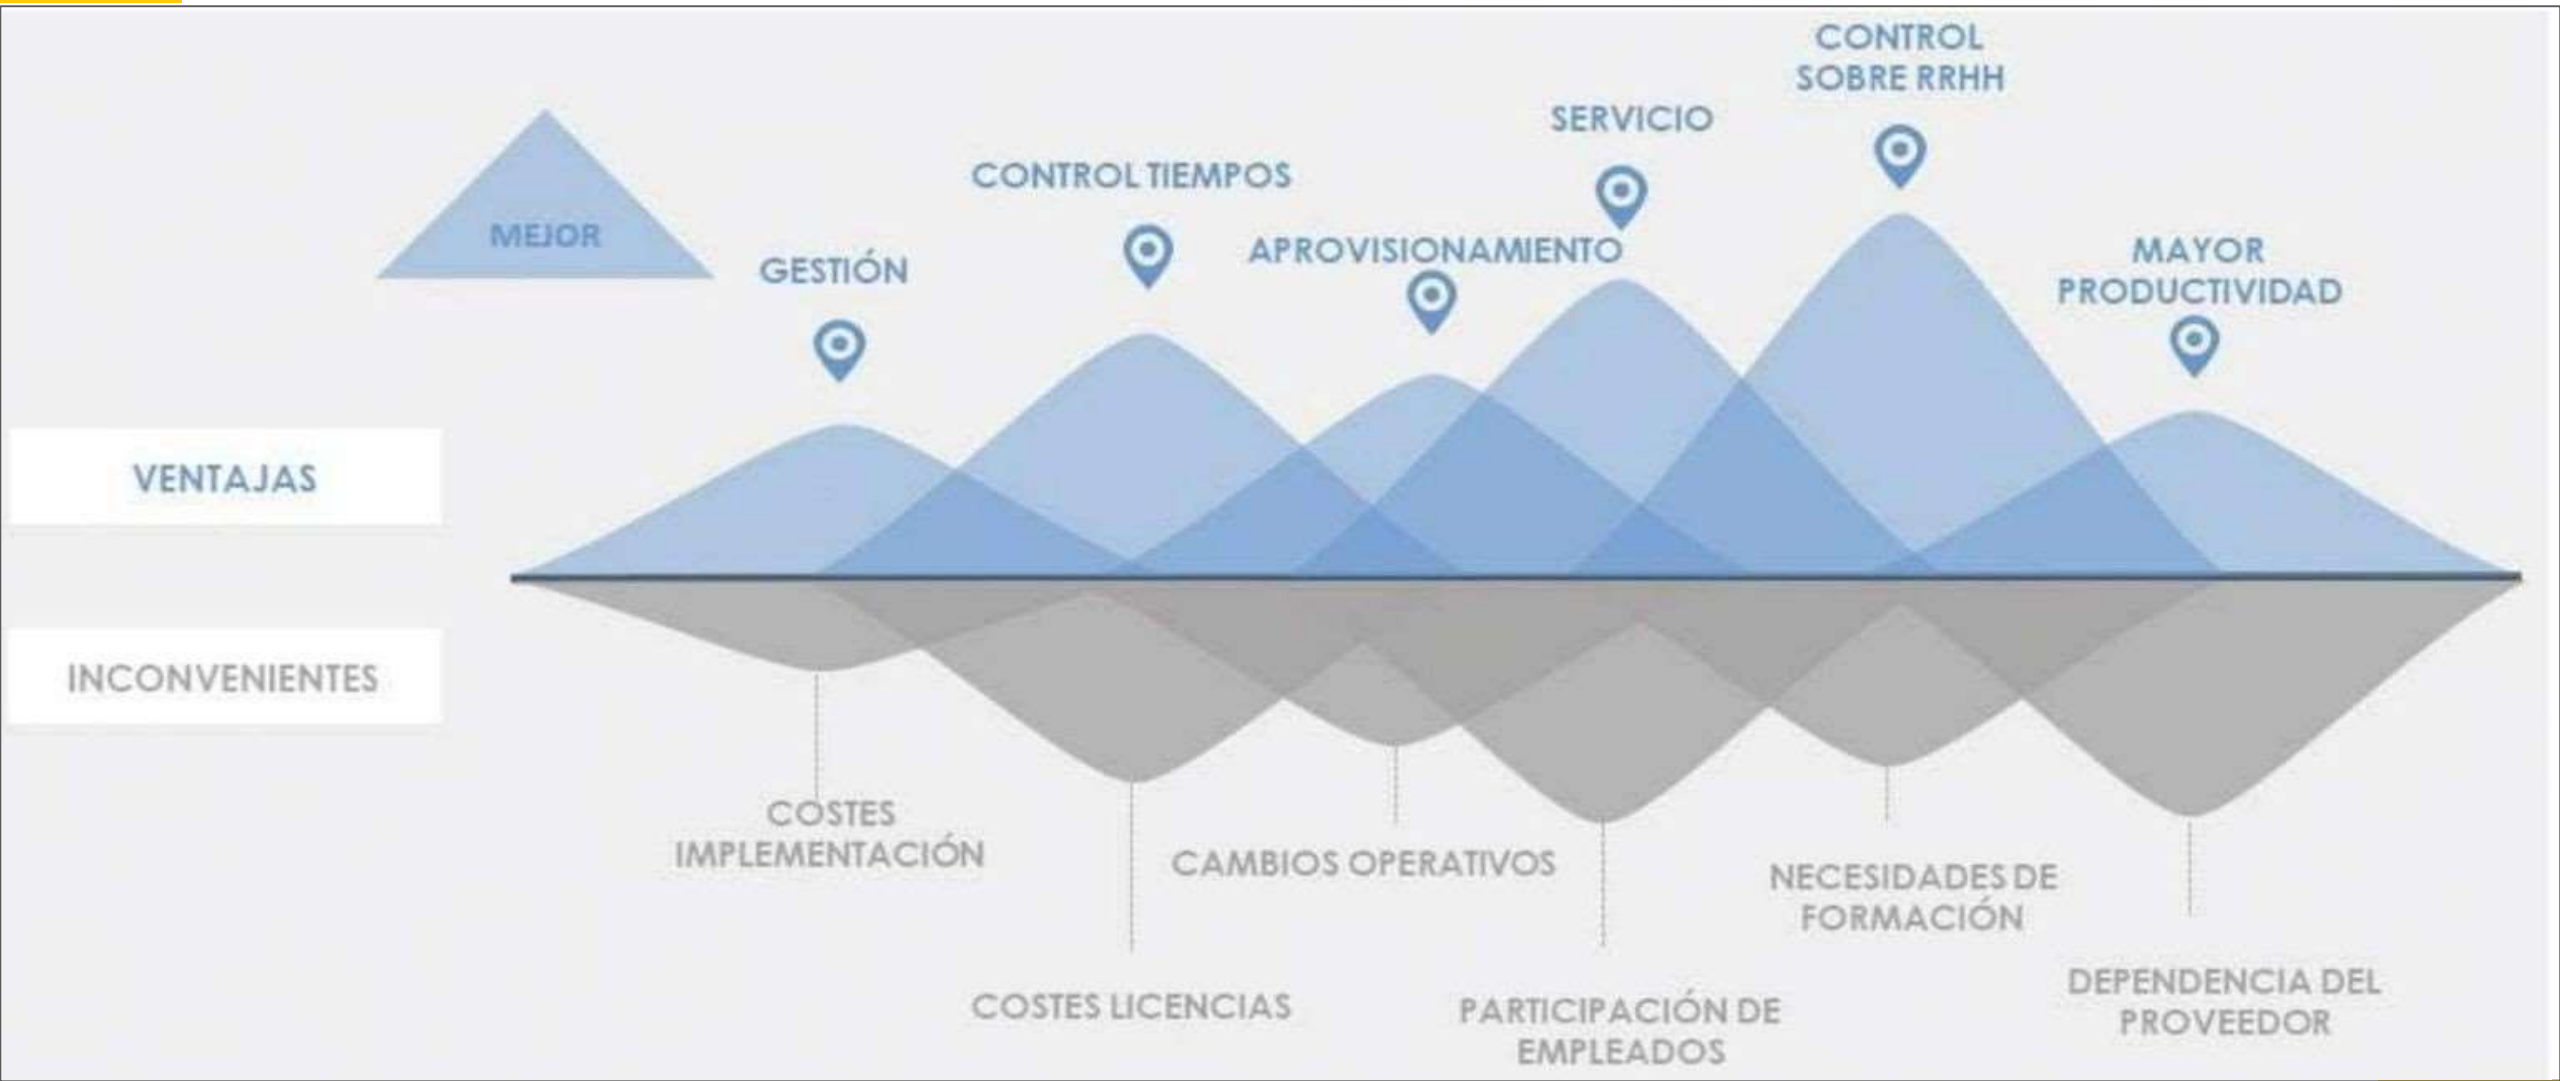 CONTROL
SOBRE RRHH
SERVICIO
CONTROL TIEMPOS
MEJOR
GESTIÓN
APROVISIONAMIENTO
MAYOR
PRODUCTIVIDAD
VENTAJAS
INCONVENIENTES
COSTES
IMPLEMENTACIÓN
CAMBIOS OPERATIVOS
NECESIDADES DE
FORMACIÓN
COSTES LICENCIAS
PARTICIPACIÓN DE
EMPLEADOS
DEPENDENCIA DEL
PROVEEDOR